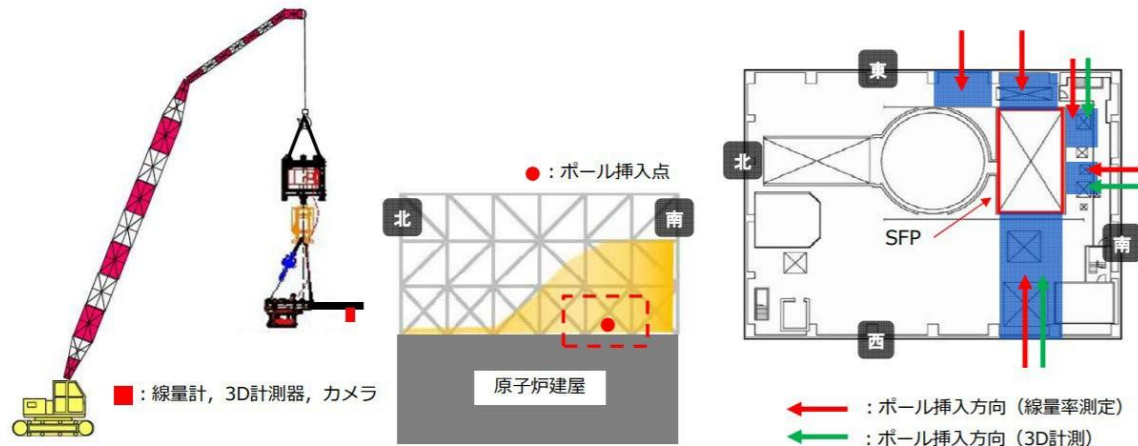 ：線量計，3D計測器，カメラ
：ポール挿入点
北
南
原子炉建屋
東
北
SFP
南
西
：ポール挿入方向（線量率測定）
：ポール挿入方向（3D計測）